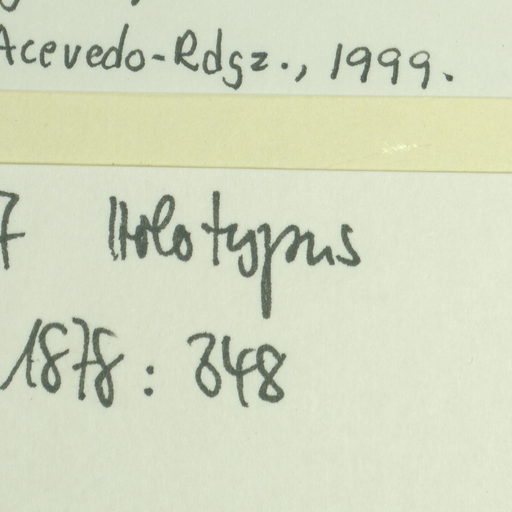 Acevedo-Rdgz., 1999.
7 Holotypus
1878: 348